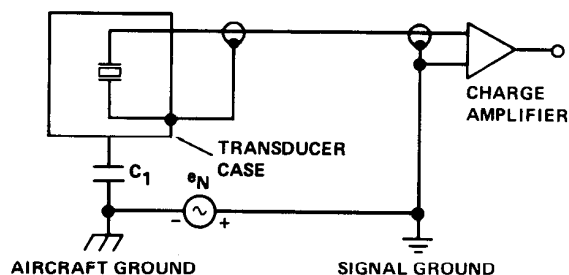 CHARGE
AMPLIFIER
TRANSDUCER
CASE
C1
eN
- +
AIRCRAFT GROUND
SIGNAL GROUND